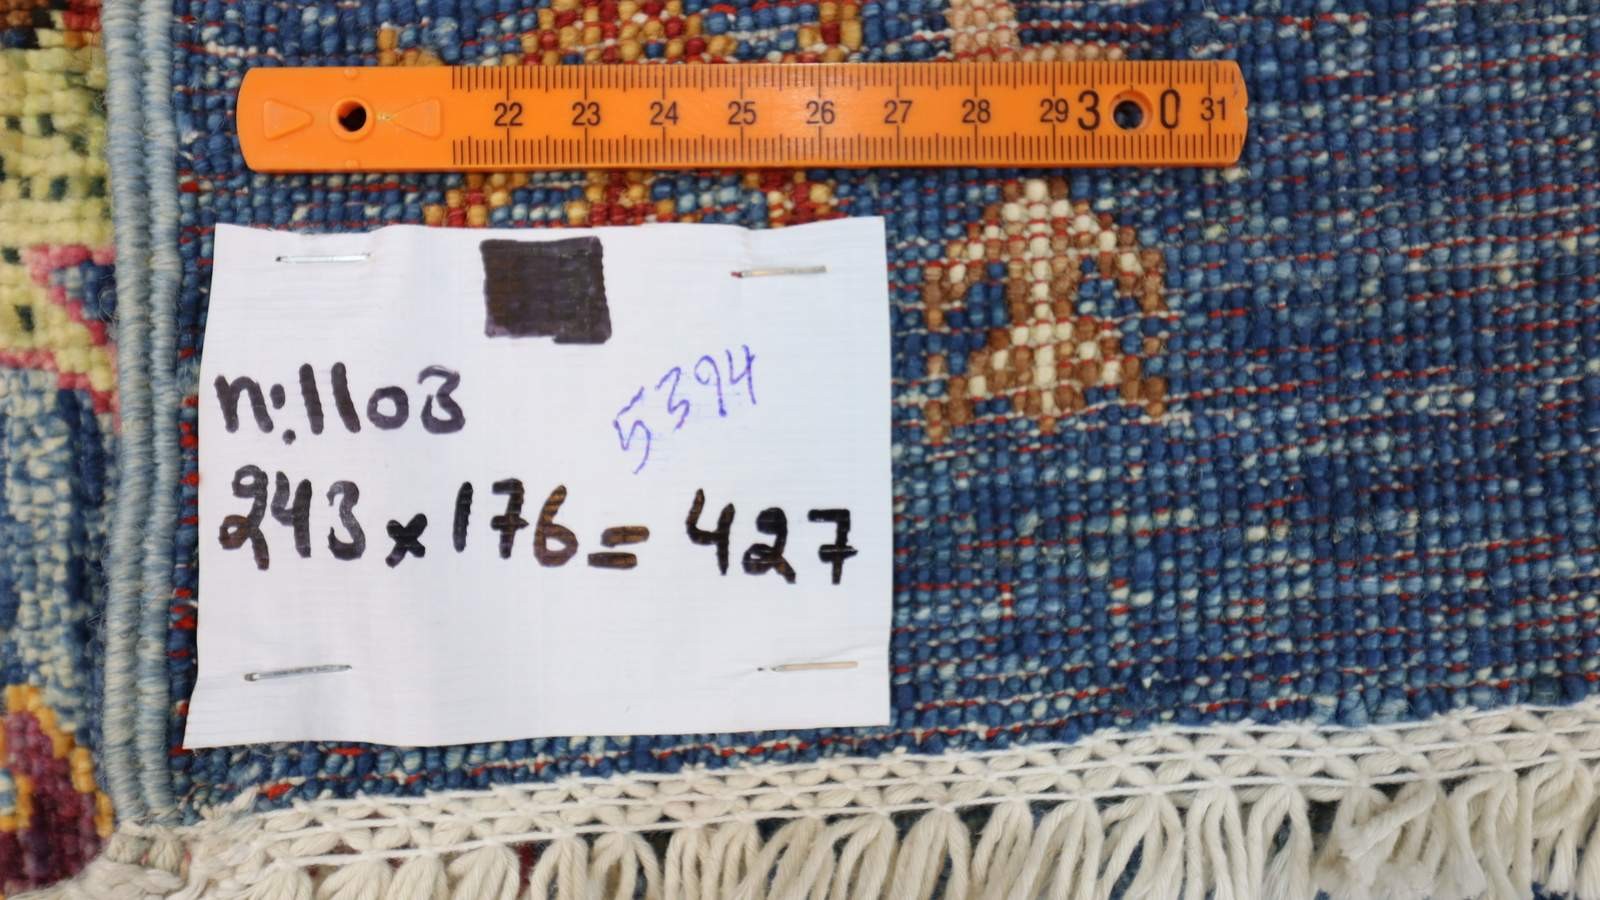 22 23 24 25 26 27 28 29 30 31
n:1103
5394
243 x 176 = 427